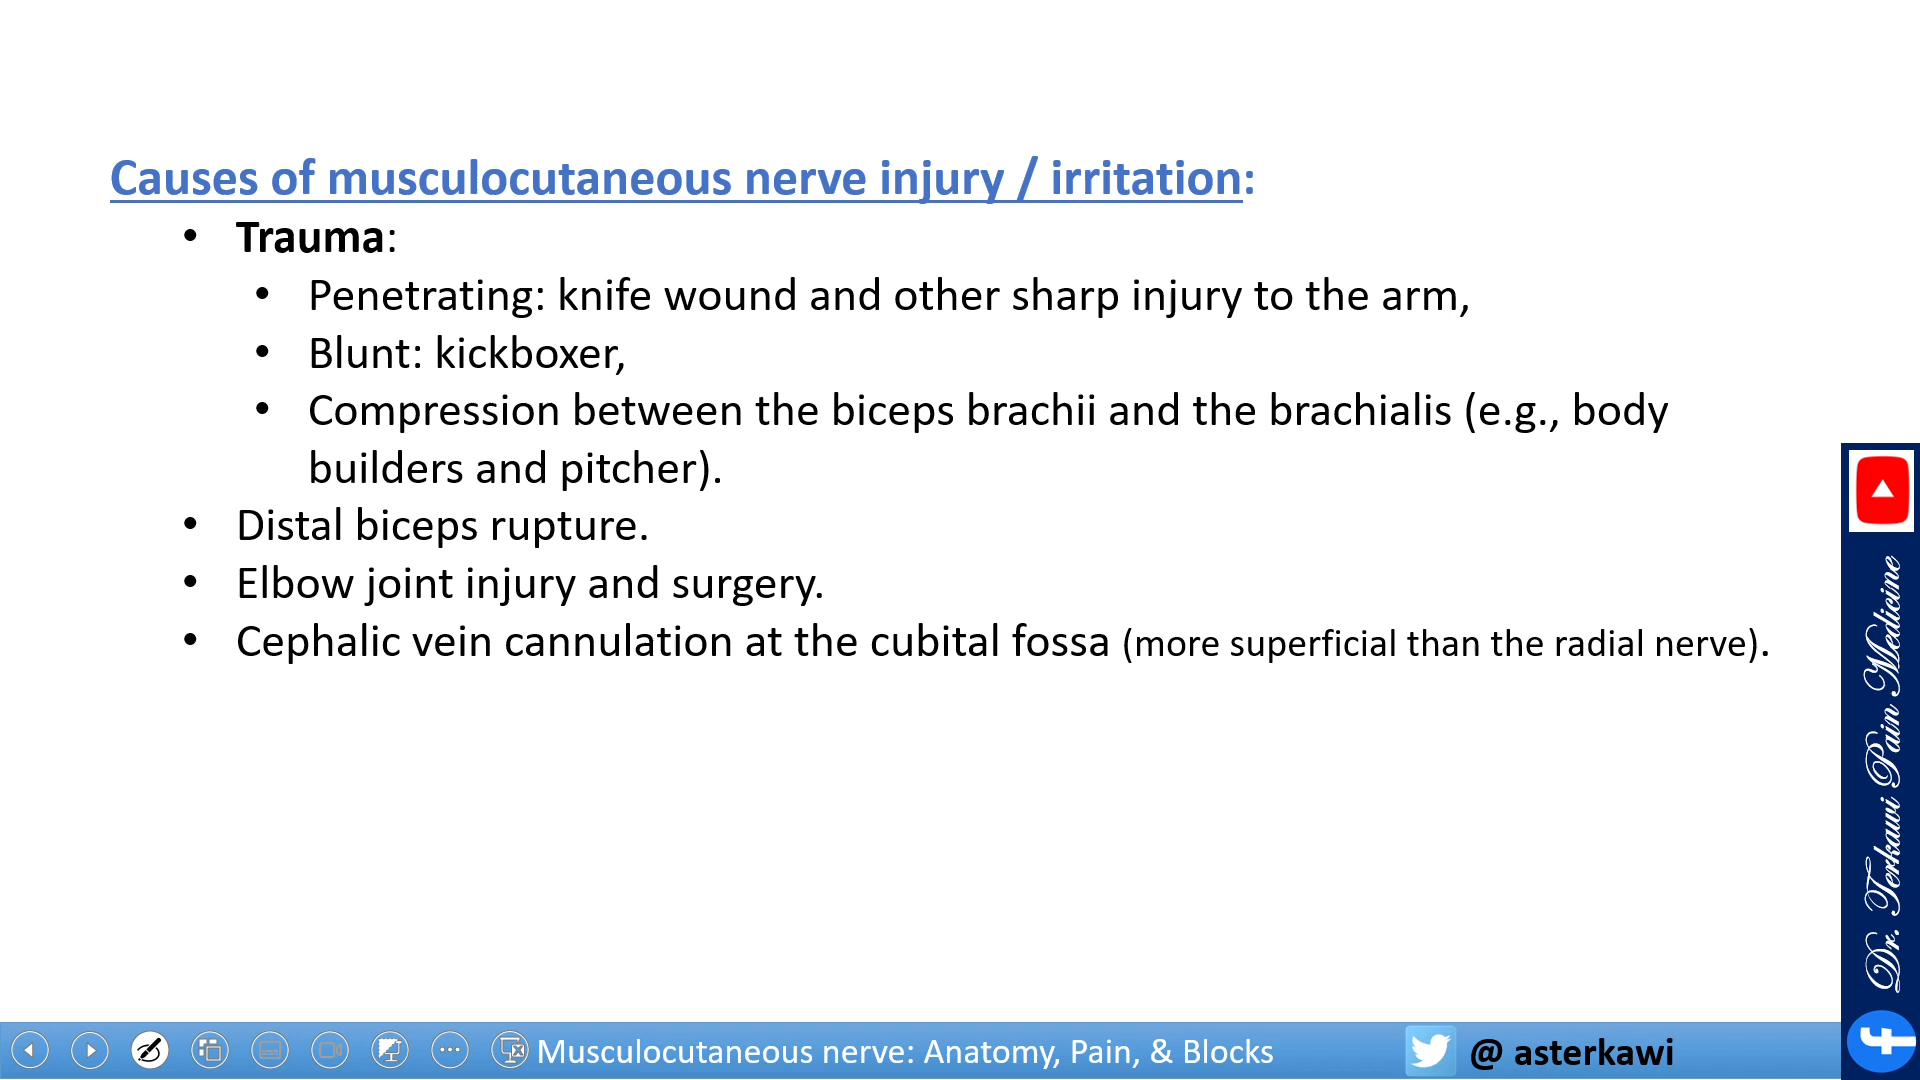 Causes of musculocutaneous nerve injury / irritation:
• Trauma:
• Penetrating: knife wound and other sharp injury to the arm,
• Blunt: kickboxer,
• Compression between the biceps brachii and the brachialis (e.g., body
builders and pitcher).
• Distal biceps rupture.
• Elbow joint injury and surgery.
• Cephalic vein cannulation at the cubital fossa (more superficial than the radial nerve).
Dr. Terkawi Pain Medicine
Musculocutaneous nerve: Anatomy, Pain, & Blocks
@ asterkawi